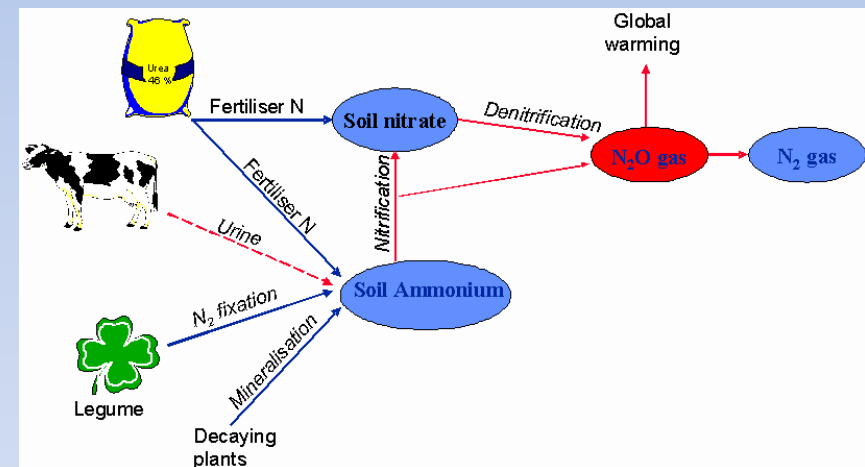 Global
warming
Urea
46 %
Fertiliser N
Soil nitrate
Denitrification
N₂O gas
N₂ gas
Fertiliser N
Nitrification
Urine
Soil Ammonium
N₂ fixation
Mineralisation
Legume
Decaying
plants